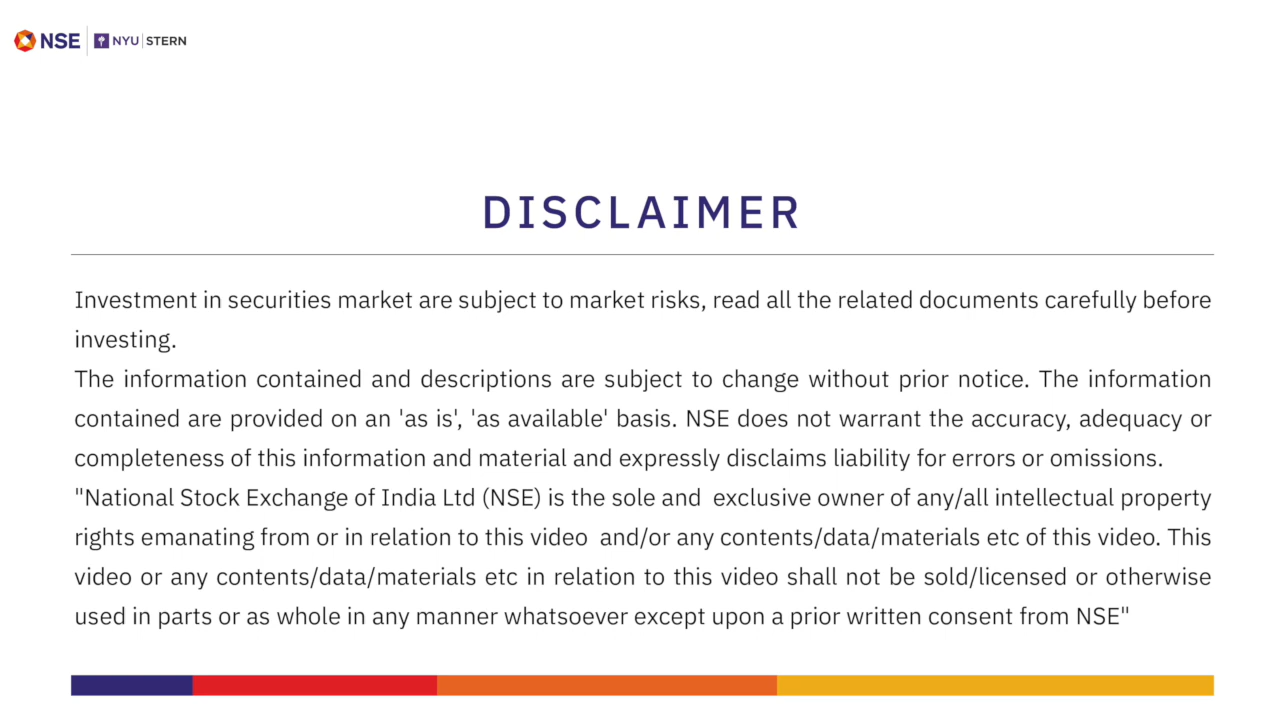 NSE NYU STERN
DISCLAIMER
Investment in securities market are subject to market risks, read all the related documents carefully before
investing.
The information contained and descriptions are subject to change without prior notice. The information
contained are provided on an 'as is', 'as available' basis. NSE does not warrant the accuracy, adequacy or
completeness of this information and material and expressly disclaims liability for errors or omissions.
"National Stock Exchange of India Ltd (NSE) is the sole and exclusive owner of any/all intellectual property
rights emanating from or in relation to this video and/or any contents/data/materials etc of this video. This
video or any contents/data/materials etc in relation to this video shall not be sold/licensed or otherwise
used in parts or as whole in any manner whatsoever except upon a prior written consent from NSE"